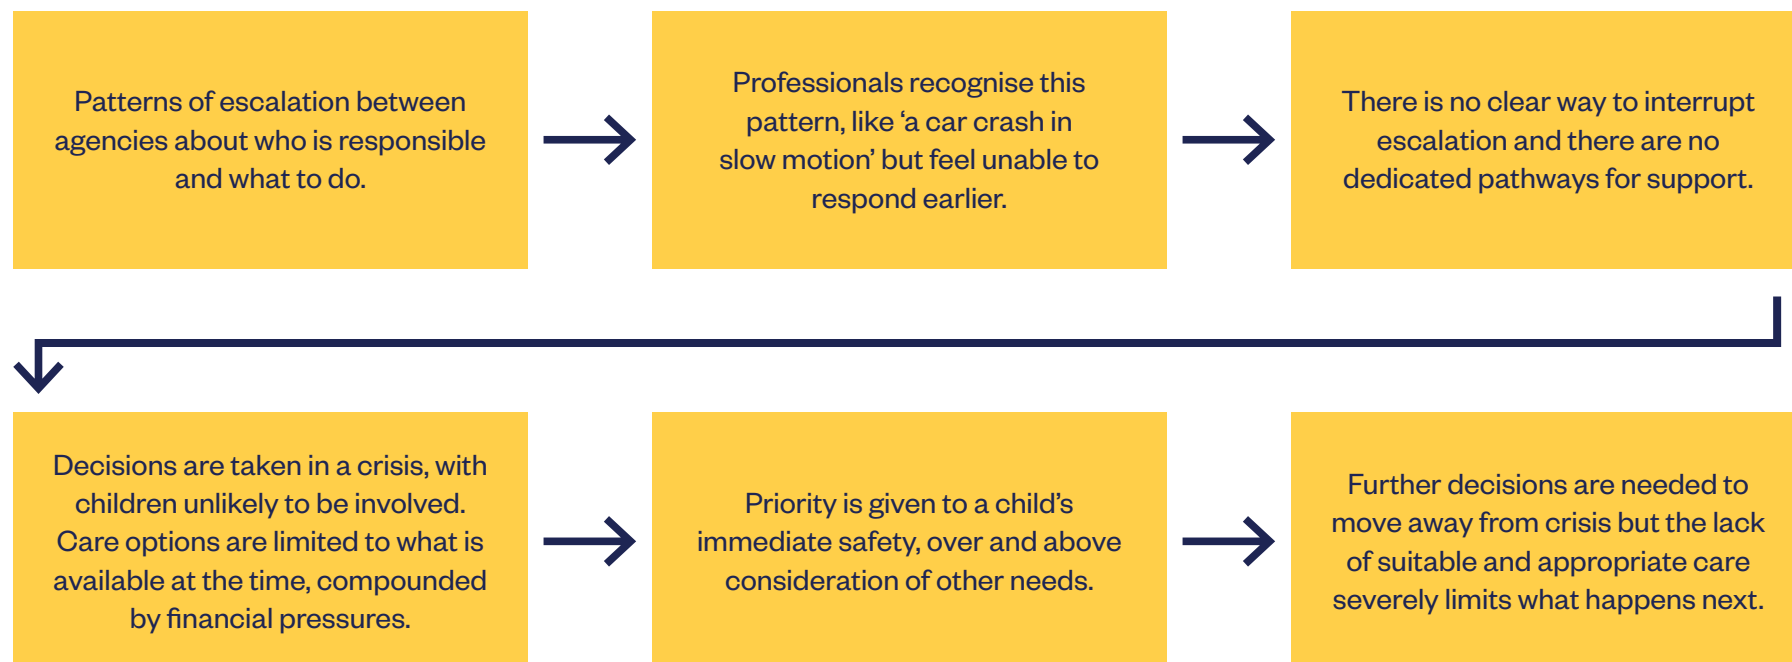 Patterns of escalation between
agencies about who is responsible
and what to do.
Professionals recognise this
pattern, like ‘a car crash in
slow motion’ but feel unable to
respond earlier.
There is no clear way to interrupt
escalation and there are no
dedicated pathways for support.
Decisions are taken in a crisis, with
children unlikely to be involved.
Care options are limited to what is
available at the time, compounded
by financial pressures.
Priority is given to a child’s
immediate safety, over and above
consideration of other needs.
Further decisions are needed to
move away from crisis but the lack
of suitable and appropriate care
severely limits what happens next.